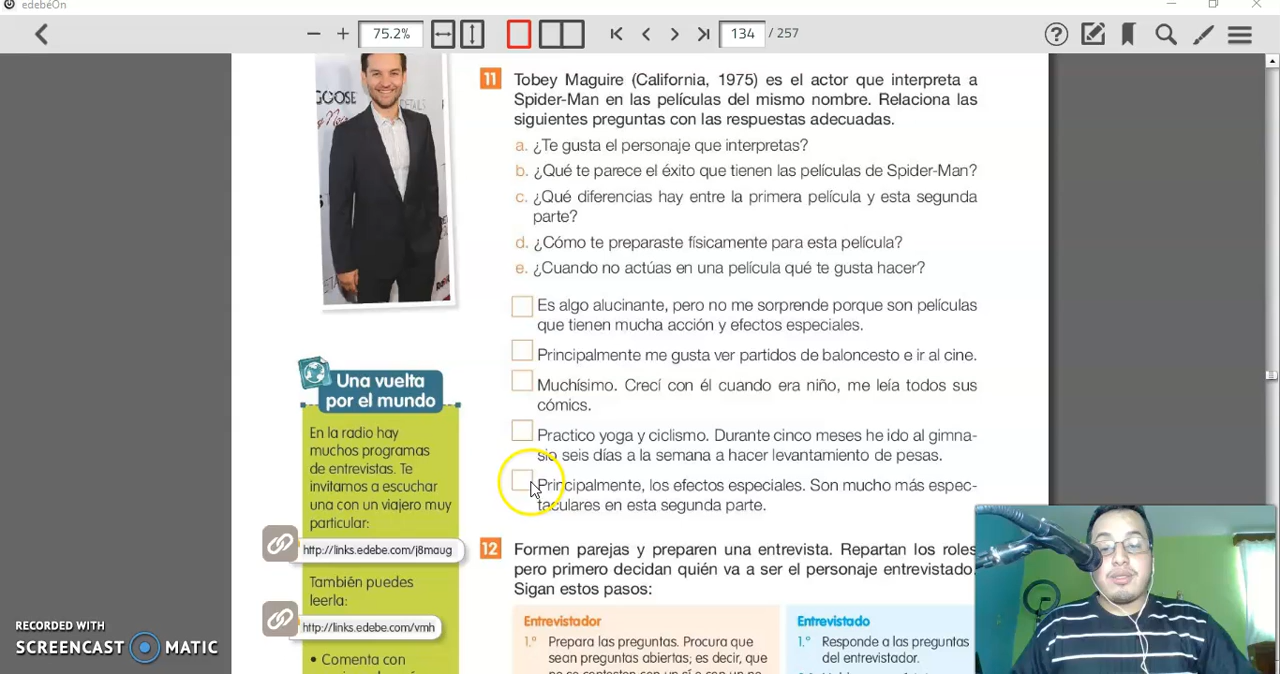 edebéOn
75.2%
134 / 257
11 Tobey Maguire (California, 1975) es el actor que interpreta a
Spider-Man en las películas del mismo nombre. Relaciona las
siguientes preguntas con las respuestas adecuadas.
a. ¿Te gusta el personaje que interpretas?
b. ¿Qué te parece el éxito que tienen las películas de Spider-Man?
c. ¿Qué diferencias hay entre la primera película y esta segunda
parte?
d. ¿Cómo te preparaste físicamente para esta película?
e. ¿Cuando no actúas en una película qué te gusta hacer?
Es algo alucinante, pero no me sorprende porque son películas
que tienen mucha acción y efectos especiales.
Principalmente me gusta ver partidos de baloncesto e ir al cine.
Muchísimo. Crecí con él cuando era niño, me leía todos sus
cómics.
Practico yoga y ciclismo. Durante cinco meses he ido al gimna-
sio seis días a la semana a hacer levantamiento de pesas.
Principalmente, los efectos especiales. Son mucho más espec-
taculares en esta segunda parte.
12 Formen parejas y preparen una entrevista. Repartan los roles
pero primero decidan quién va a ser el personaje entrevistado.
Sigan estos pasos:
Entrevistador
1.º Prepara las preguntas. Procura que
sean preguntas abiertas; es decir, que
no se contesten con un sí o con un no
Entrevistado
1.º Responde a las preguntas
del entrevistador.
Una vuelta
por el mundo
En la radio hay
muchos programas
de entrevistas. Te
invitamos a escuchar
una con un viajero muy
particular:
http://links.edebe.com/j8maug
También puedes
leerla:
http://links.edebe.com/vmh
• Comenta con
GOOSE
DETAILS
RECORDED WITH
SCREENCAST MATIC